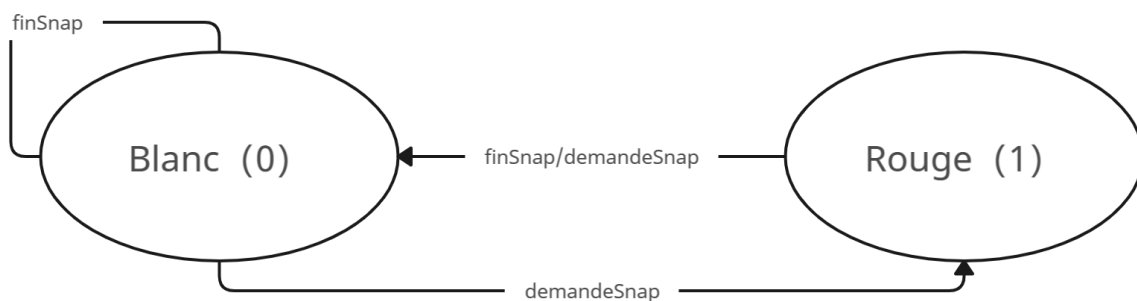 finSnap
Blanc (0)
finSnap/demandeSnap
Rouge (1)
demandeSnap